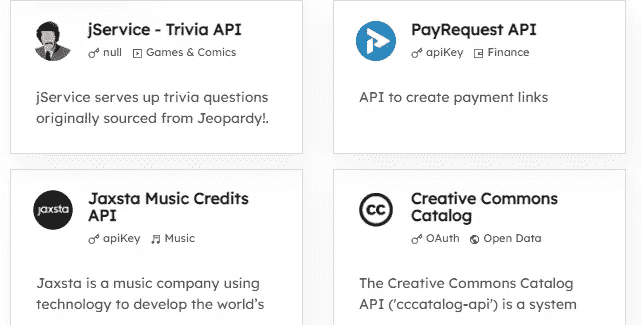 jService - Trivia API
null Games & Comics
jService serves up trivia questions
originally sourced from Jeopardy!.
PayRequest API
apiKey Finance
API to create payment links
jaxsta
Jaxsta Music Credits
API
apiKey Music
Jaxsta is a music company using
technology to develop the world's
cc
Creative Commons
Catalog
OAuth Open Data
The Creative Commons Catalog
API ('cccatalog-api') is a system